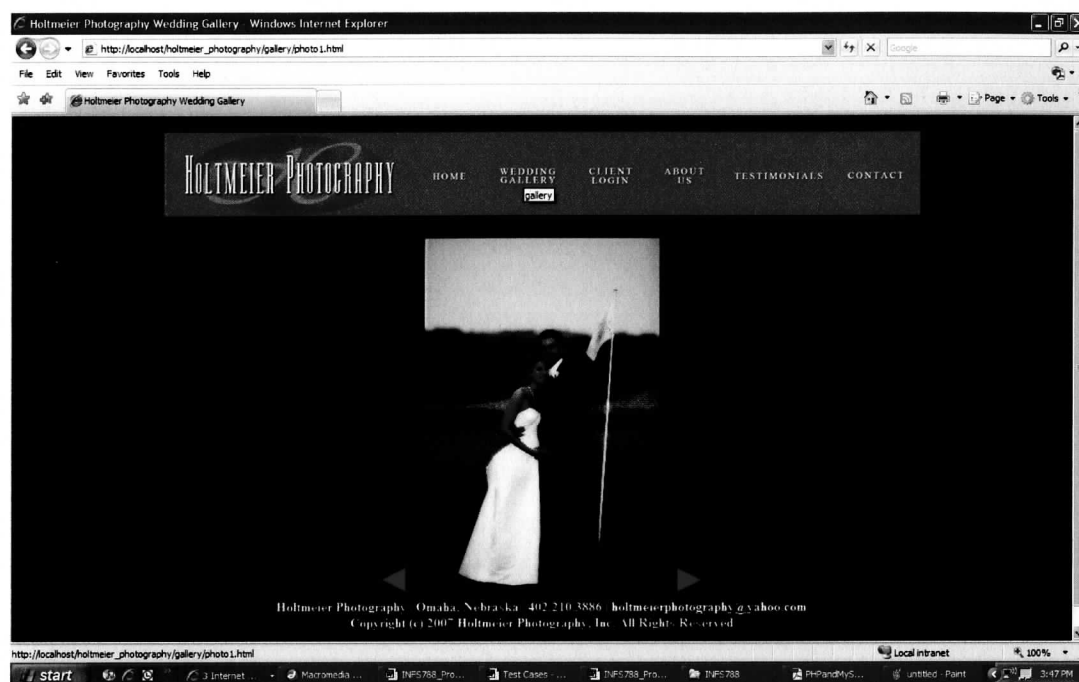 Holtmeier Photography Wedding Gallery - Windows Internet Explorer
http://localhost/holtmeier_photography/gallery/photo1.html
Google
File Edit View Favorites Tools Help
Holtmeier Photography Wedding Gallery
Page Tools
HOLTMEIER PHOTOGRAPHY
HOME
WEDDING
GALLERY
CLIENT
LOGIN
ABOUT
US
TESTIMONIALS
CONTACT
gallery
Holtmeier Photography Omaha, Nebraska 402.210.3886 holtmeierphotography@yahoo.com
Copyright (c) 2007 Holtmeier Photography, Inc. All Rights Reserved
http://localhost/holtmeier_photography/gallery/photo1.html
Local intranet
100%
start
3 Internet ...
Macromedia ...
INFS788_Pro...
Test Cases - ...
INFS788_Pro...
INFS788
PHPandMyS...
untitled - Paint
3:47 PM